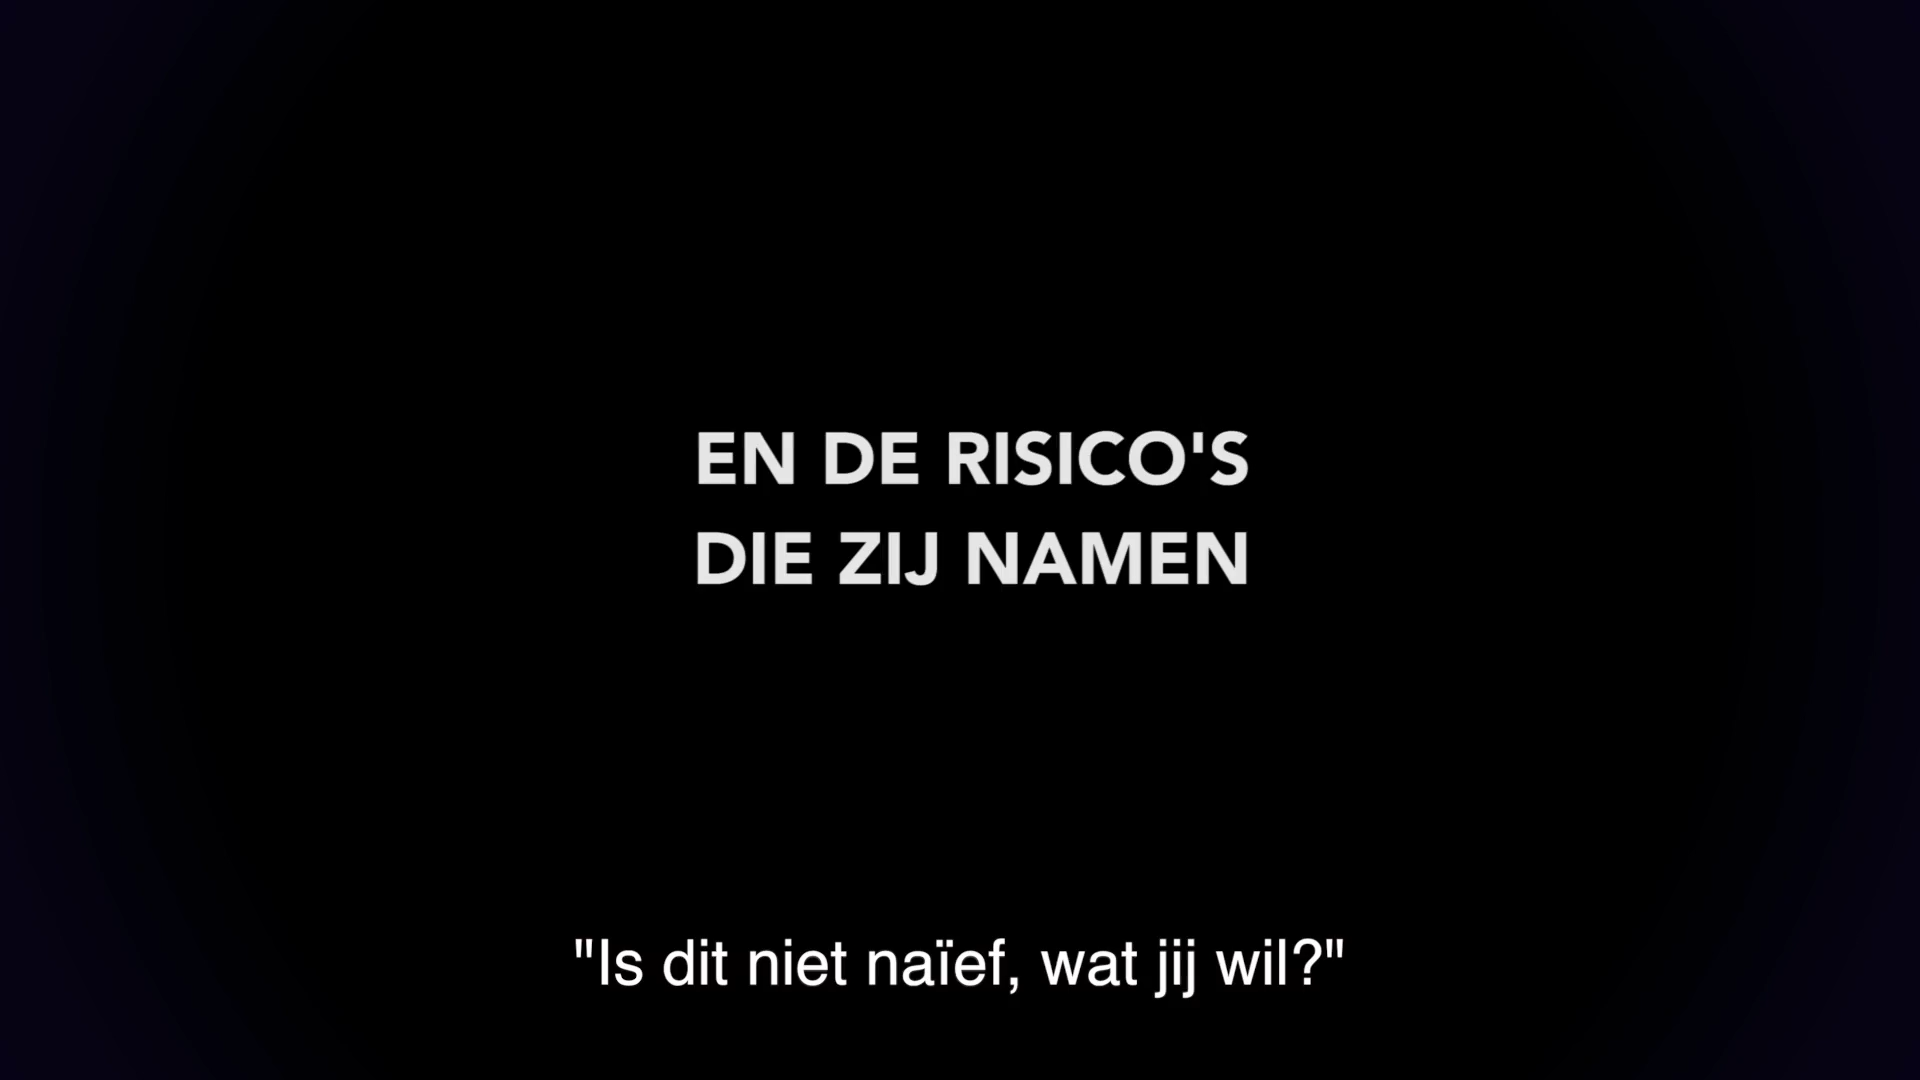 EN DE RISICO'S
DIE ZIJ NAMEN
"Is dit niet naïef, wat jij wil?"